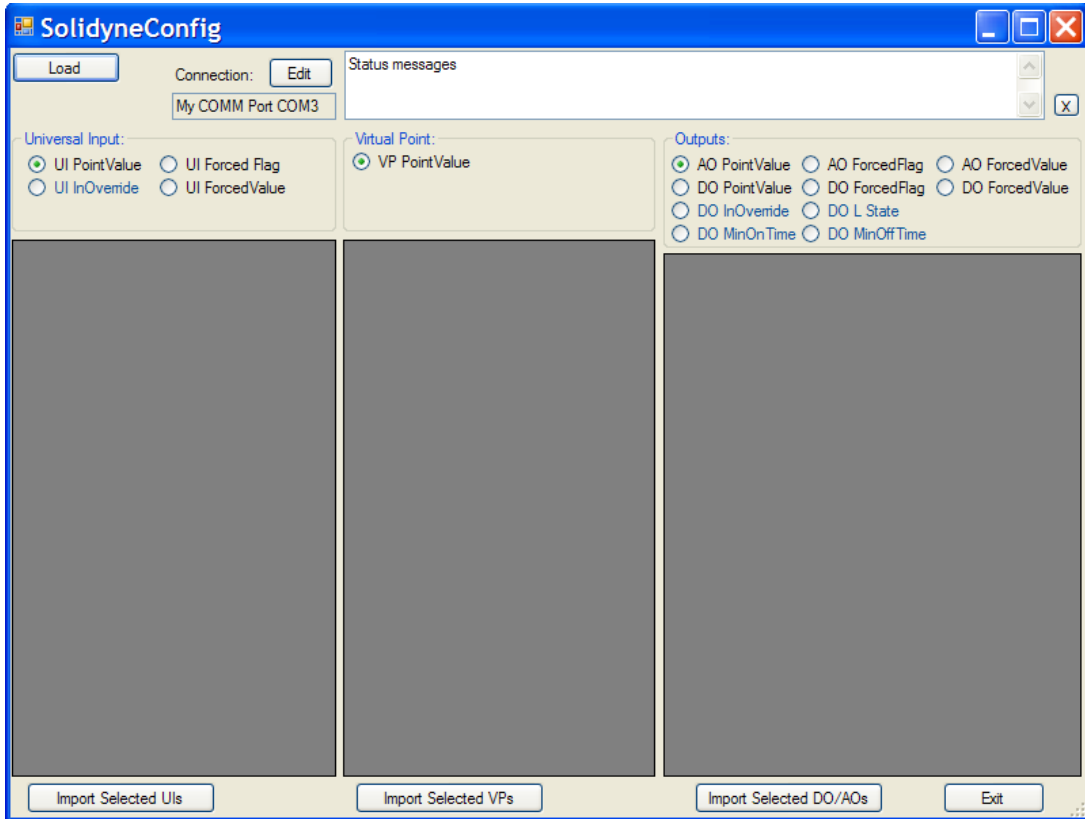 SolidyneConfig
Load
Connection:
Edit
My COMM Port COM3
Status messages
X
Universal Input:
UI PointValue
UI Forced Flag
UI InOverride
UI ForcedValue
Virtual Point:
VP PointValue
Outputs:
AO PointValue
AO ForcedFlag
AO ForcedValue
DO PointValue
DO ForcedFlag
DO ForcedValue
DO InOverride
DO L State
DO MinOnTime
DO MinOffTime
Import Selected UIs
Import Selected VPs
Import Selected DO/AOs
Exit